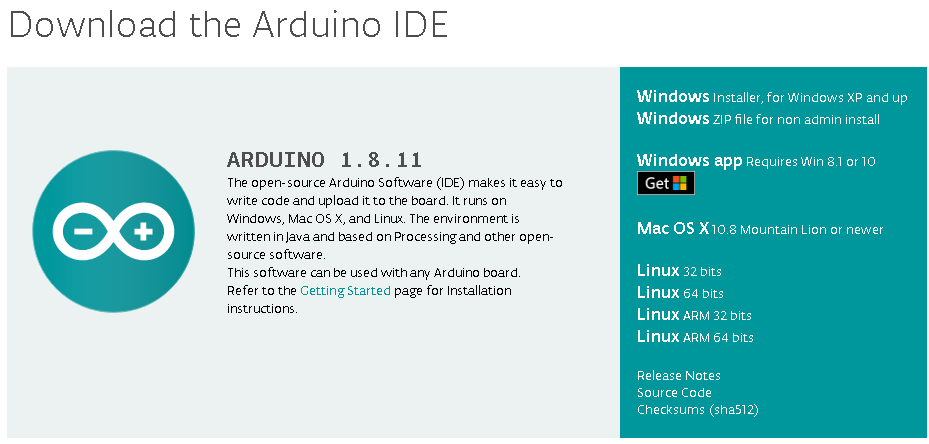 Download the Arduino IDE
ARDUINO 1.8.11
The open-source Arduino Software (IDE) makes it easy to
write code and upload it to the board. It runs on
Windows, Mac OS X, and Linux. The environment is
written in Java and based on Processing and other open-
source software.
This software can be used with any Arduino board.
Refer to the Getting Started page for Installation
instructions.
Windows Installer, for Windows XP and up
Windows ZIP file for non admin install
Windows app Requires Win 8.1 or 10
Get
Mac OS X 10.8 Mountain Lion or newer
Linux 32 bits
Linux 64 bits
Linux ARM 32 bits
Linux ARM 64 bits
Release Notes
Source Code
Checksums (sha512)